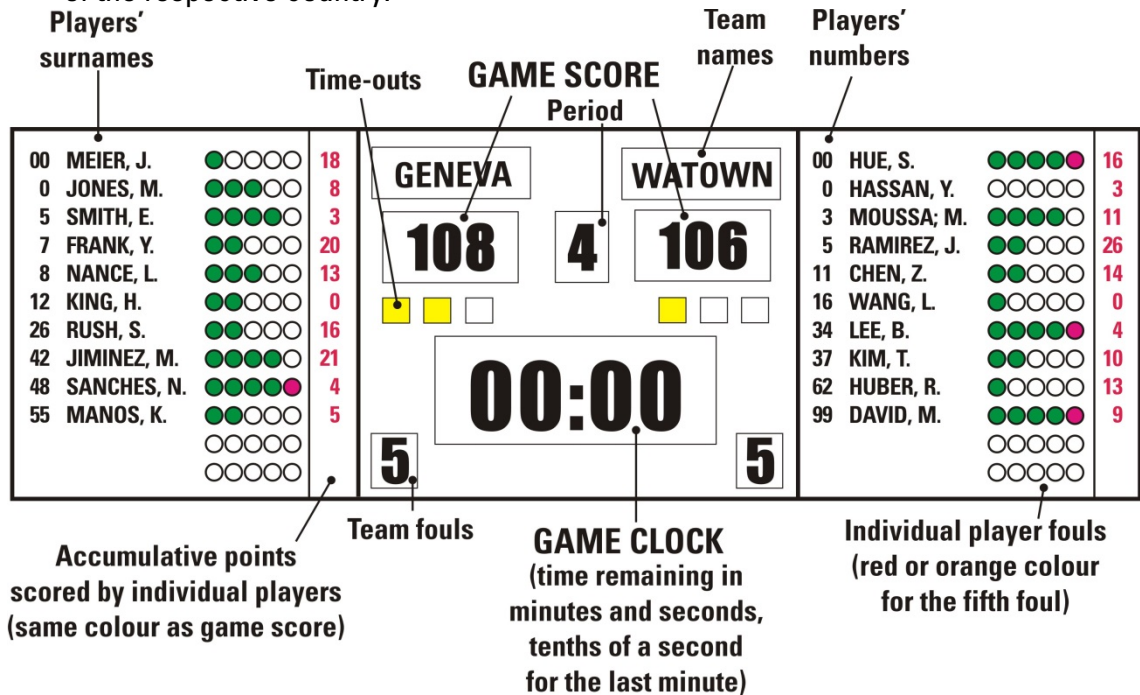 of the respective country.
Players'
surnames
Time-outs
GAME SCORE
Period
Team
names
Players'
numbers
00 MEIER, J. 18
0 JONES, M. 8
5 SMITH, E. 3
7 FRANK, Y. 20
8 NANCE, L. 13
12 KING, H. 0
26 RUSH, S. 16
42 JIMINEZ, M. 21
48 SANCHES, N. 4
55 MANOS, K. 5
GENEVA
WATOWN
108
4
106
00:00
5
5
00 HUE, S. 16
0 HASSAN, Y. 3
3 MOUSSA; M. 11
5 RAMIREZ, J. 26
11 CHEN, Z. 14
16 WANG, L. 0
34 LEE, B. 4
37 KIM, T. 10
62 HUBER, R. 13
99 DAVID, M. 9
Accumulative points
scored by individual players
(same colour as game score)
Team fouls
GAME CLOCK
(time remaining in
minutes and seconds,
tenths of a second
for the last minute)
Individual player fouls
(red or orange colour
for the fifth foul)